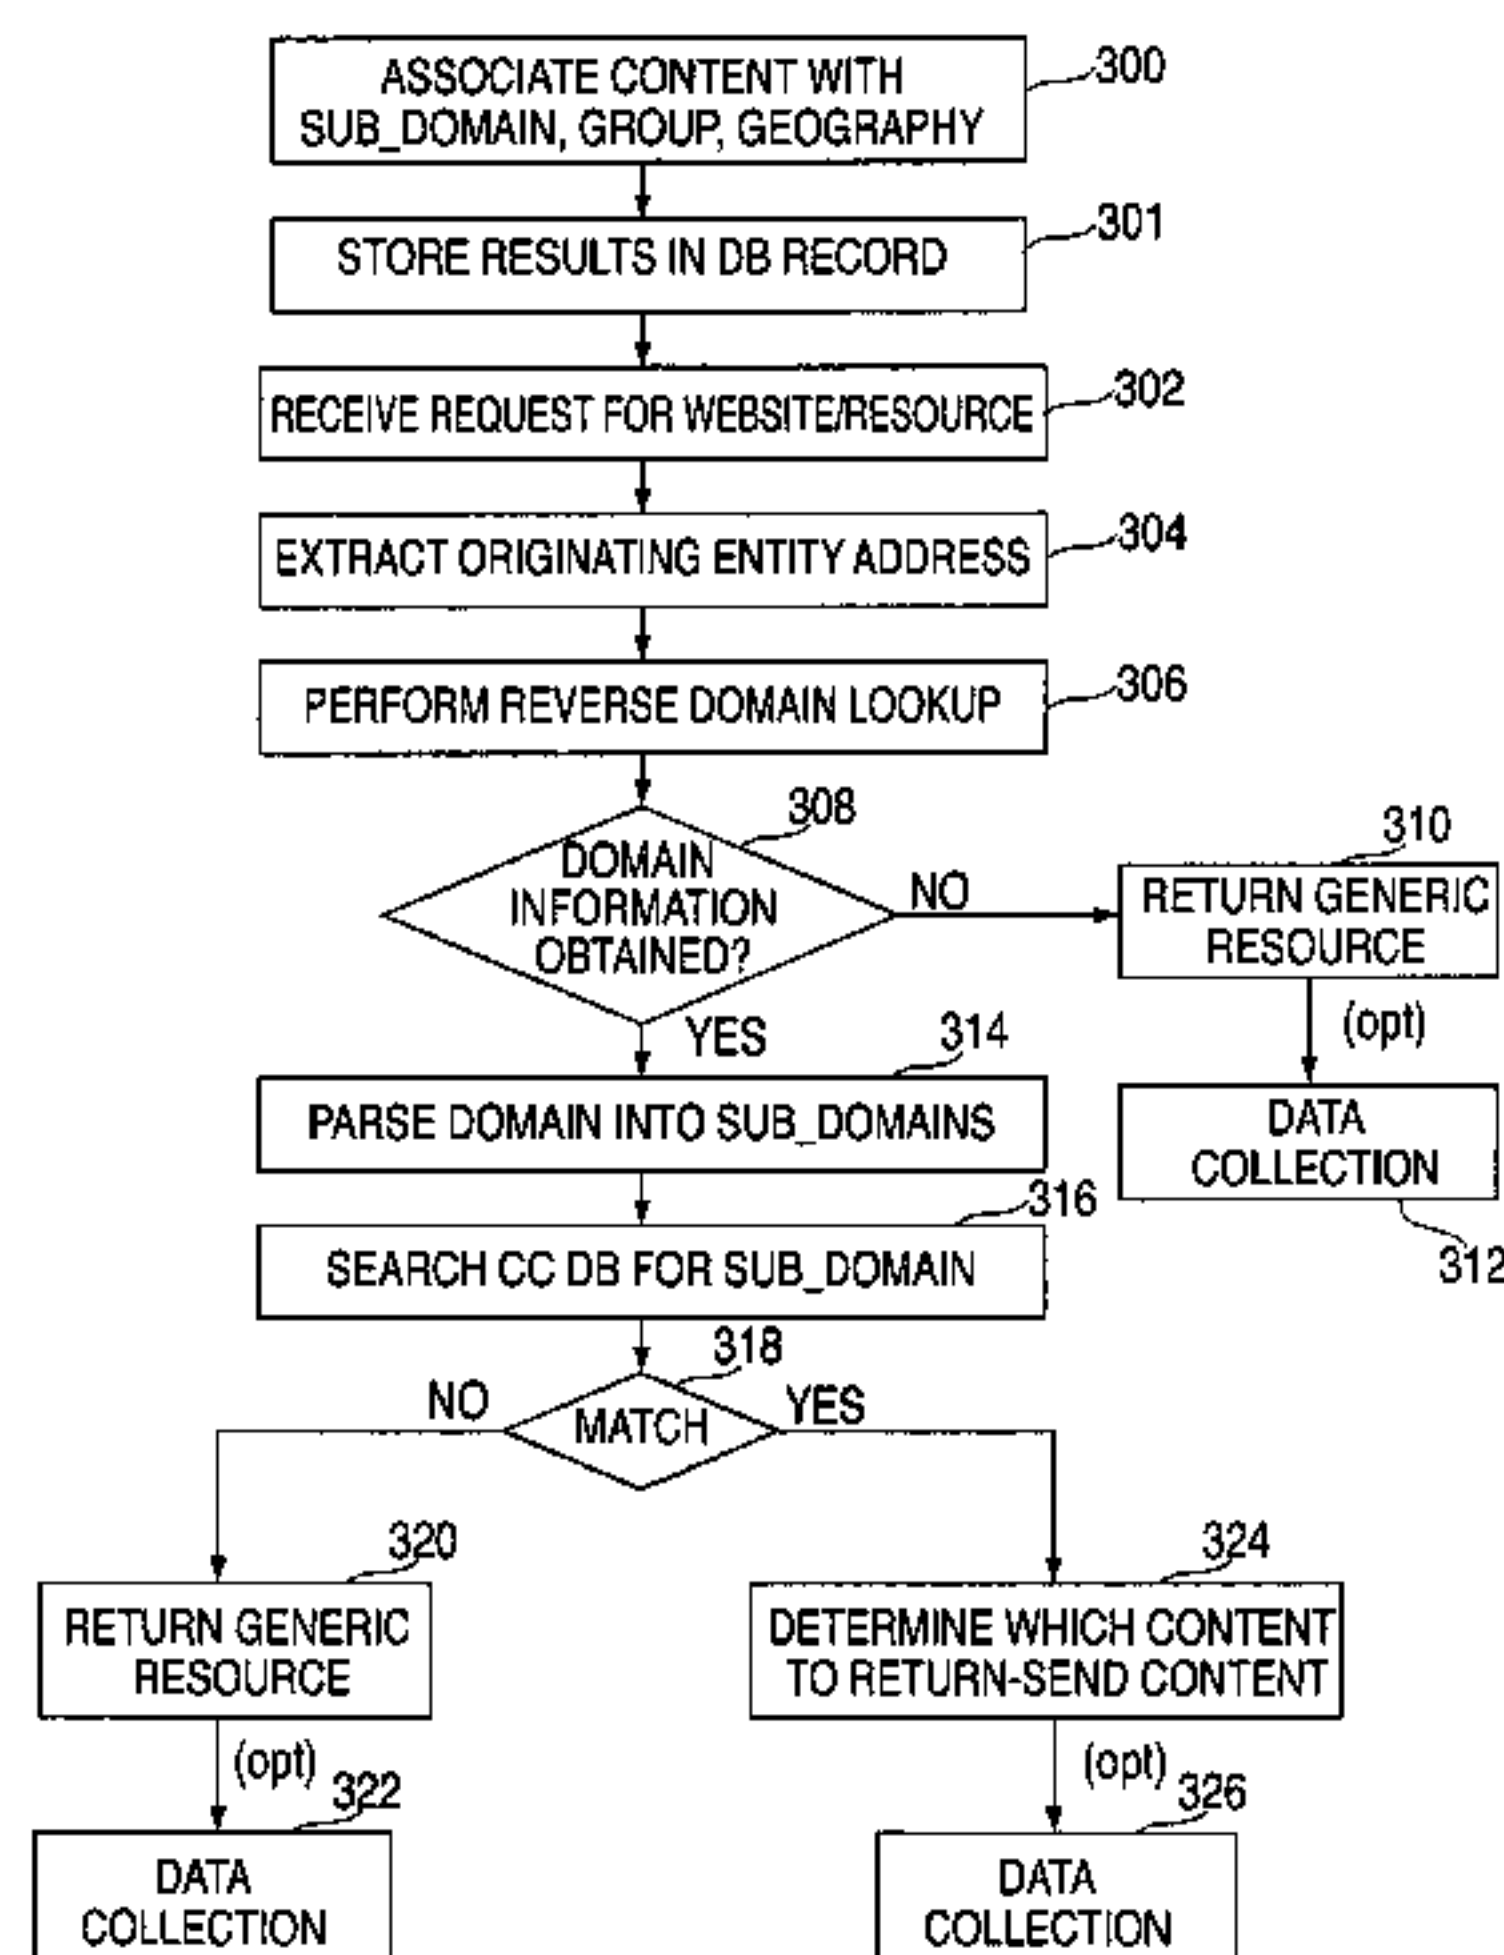 ASSOCIATE CONTENT WITH
SUB_DOMAIN, GROUP, GEOGRAPHY
300
STORE RESULTS IN DB RECORD
301
RECEIVE REQUEST FOR WEBSITE/RESOURCE
302
EXTRACT ORIGINATING ENTITY ADDRESS
304
PERFORM REVERSE DOMAIN LOOKUP
306
308
DOMAIN
INFORMATION
OBTAINED?
NO
310
RETURN GENERIC
RESOURCE
(opt)
DATA
COLLECTION
312
YES
314
PARSE DOMAIN INTO SUB_DOMAINS
316
SEARCH CC DB FOR SUB_DOMAIN
318
MATCH
NO
YES
320
RETURN GENERIC
RESOURCE
(opt)
322
DATA
COLLECTION
324
DETERMINE WHICH CONTENT
TO RETURN-SEND CONTENT
(opt)
326
DATA
COLLECTION